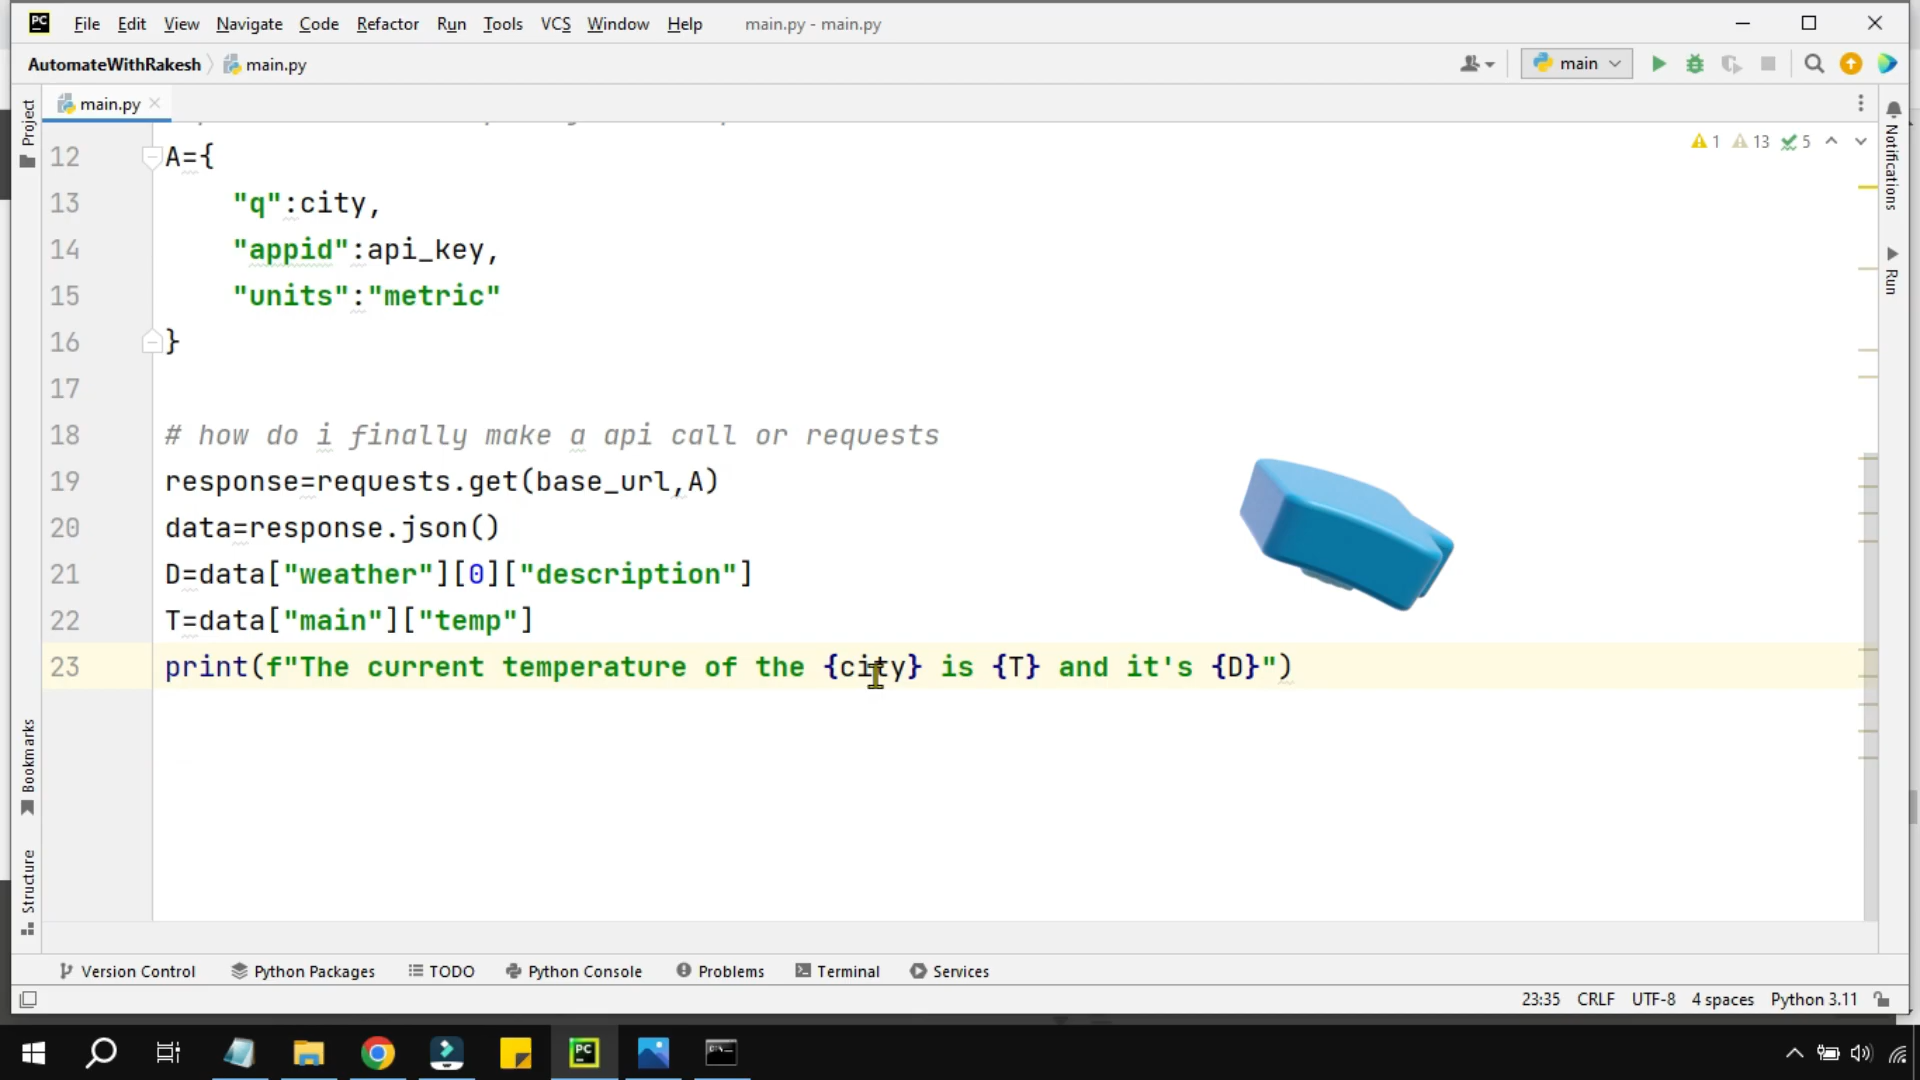 PC File Edit View Navigate Code Refactor Run Tools VCS Window Help main.py - main.py
AutomateWithRakesh main.py main
main.py
Project
Notifications
Run
1 13 5
12 A={
13 "q":city,
14 "appid":api_key,
15 "units":"metric"
16 }
17
18 # how do i finally make a api call or requests
19 response=requests.get(base_url,A)
20 data=response.json()
21 D=data["weather"][0]["description"]
22 T=data["main"]["temp"]
23 print(f"The current temperature of the {city} is {T} and it's {D}")
Bookmarks
Structure
Version Control Python Packages TODO Python Console Problems Terminal Services
23:35 CRLF UTF-8 4 spaces Python 3.11
PC